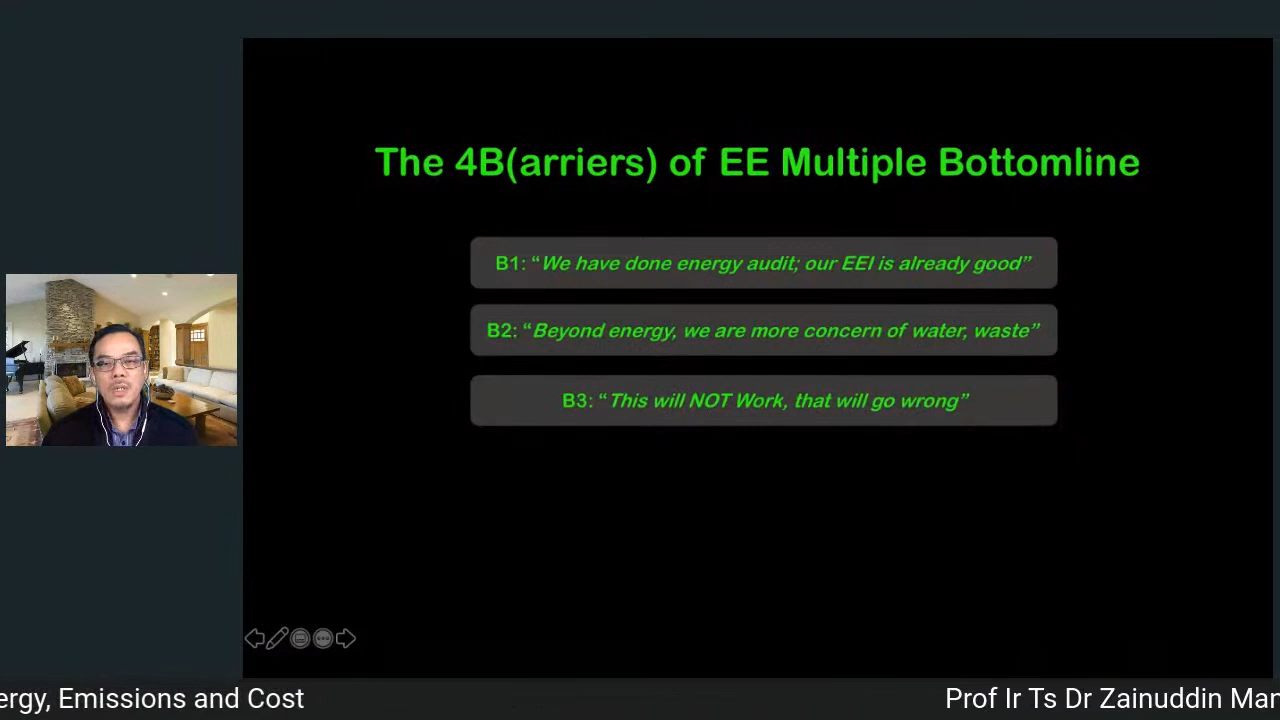 The 4B(arriers) of EE Multiple Bottomline
B1: “We have done energy audit; our EEI is already good”
B2: “Beyond energy, we are more concern of water, waste”
B3: “This will NOT Work, that will go wrong”
ergy, Emissions and Cost
Prof Ir Ts Dr Zainuddin Man